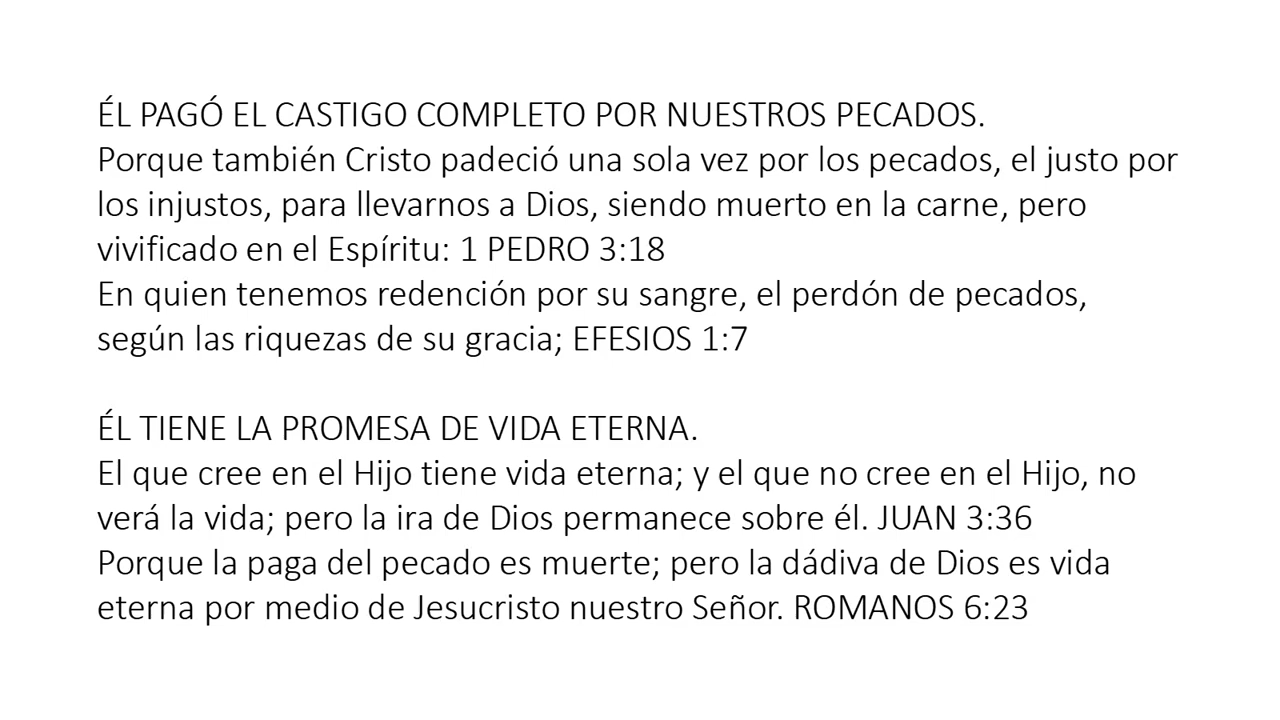 ÉL PAGÓ EL CASTIGO COMPLETO POR NUESTROS PECADOS.
Porque también Cristo padeció una sola vez por los pecados, el justo por
los injustos, para llevarnos a Dios, siendo muerto en la carne, pero
vivificado en el Espíritu: 1 PEDRO 3:18
En quien tenemos redención por su sangre, el perdón de pecados,
según las riquezas de su gracia; EFESIOS 1:7
ÉL TIENE LA PROMESA DE VIDA ETERNA.
El que cree en el Hijo tiene vida eterna; y el que no cree en el Hijo, no
verá la vida; pero la ira de Dios permanece sobre él. JUAN 3:36
Porque la paga del pecado es muerte; pero la dádiva de Dios es vida
eterna por medio de Jesucristo nuestro Señor. ROMANOS 6:23